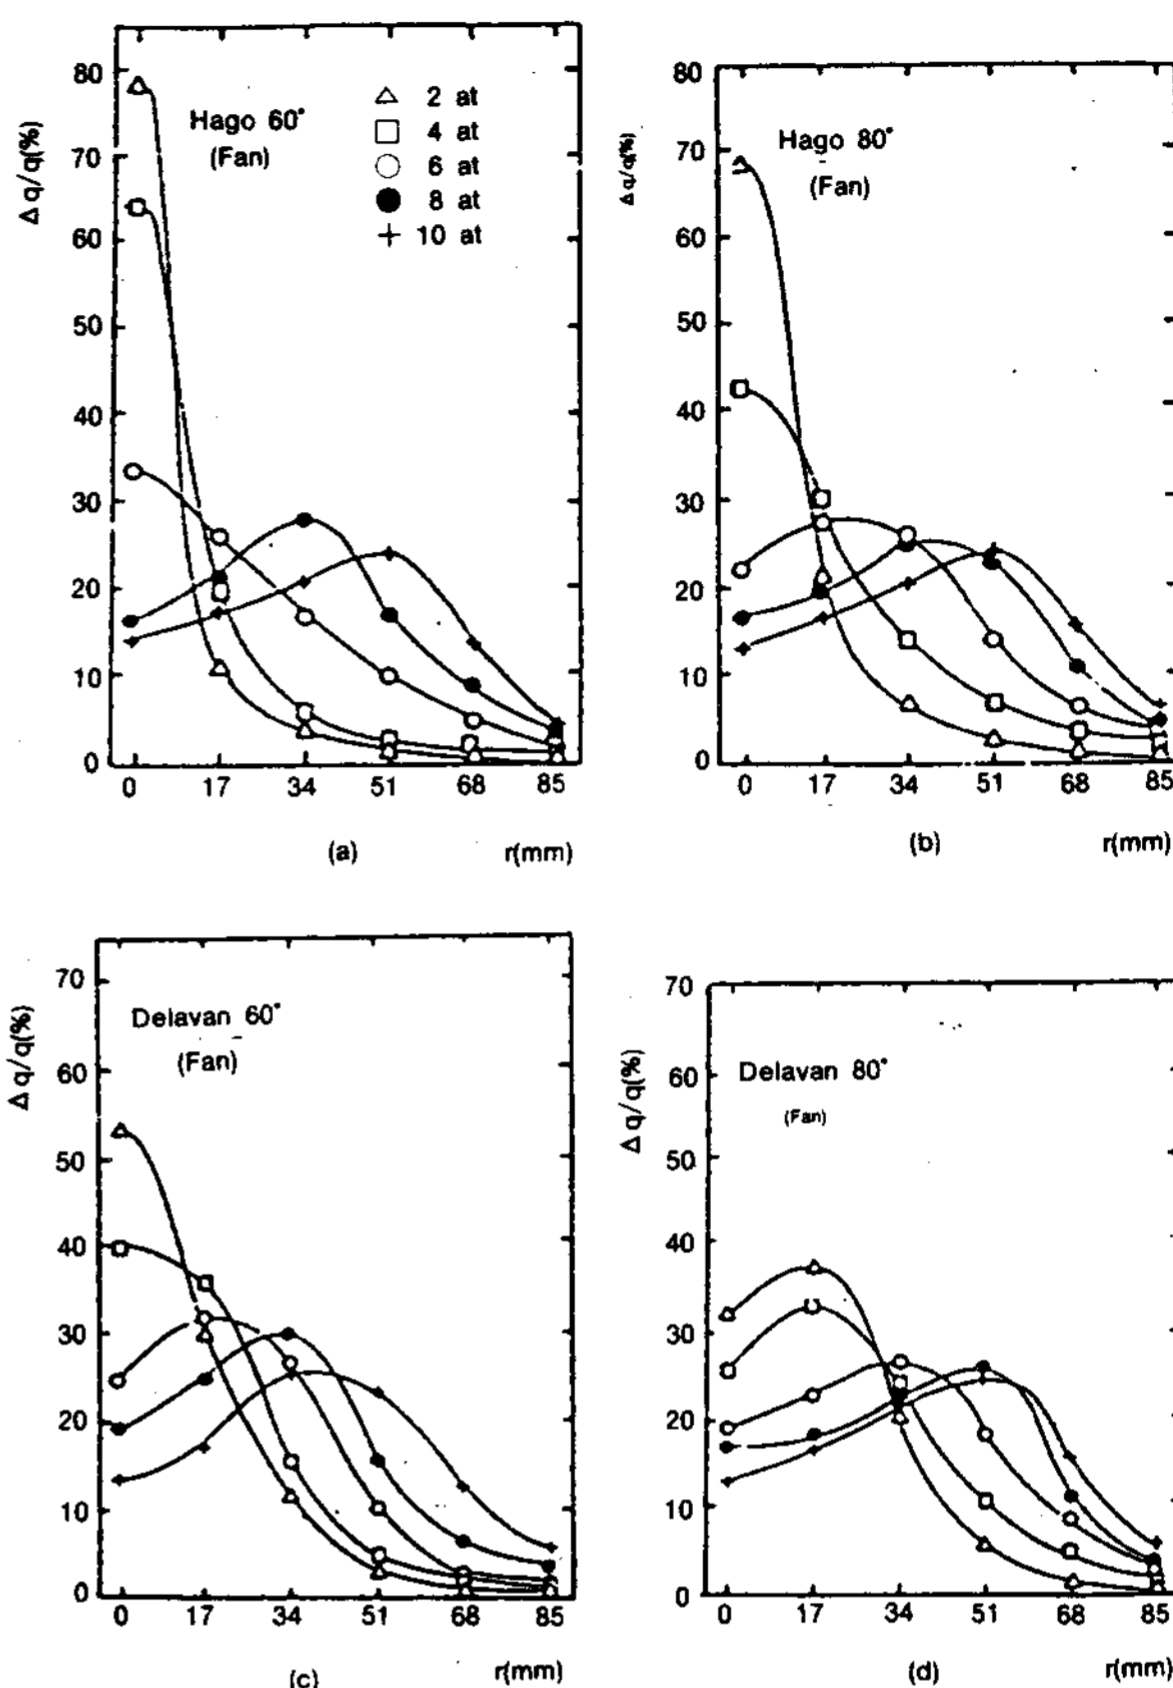 80
Hago 60°
(Fan)
△ 2 at
□ 4 at
○ 6 at
● 8 at
+ 10 at
Δq/q(%)
70
60
50
40
30
20
10
0
0 17 34 51 68 85
(a) r(mm)
80
Hago 80°
(Fan)
Δq/q(%)
70
60
50
40
30
20
10
0
0 17 34 51 68 85
(b) r(mm)
70
Delavan 60°
(Fan)
Δq/q(%)
60
50
40
30
20
10
0
0 17 34 51 68 85
(c) r(mm)
70
Delavan 80°
(Fan)
Δq/q(%)
60
50
40
30
20
10
0
0 17 34 51 68 85
(d) r(mm)